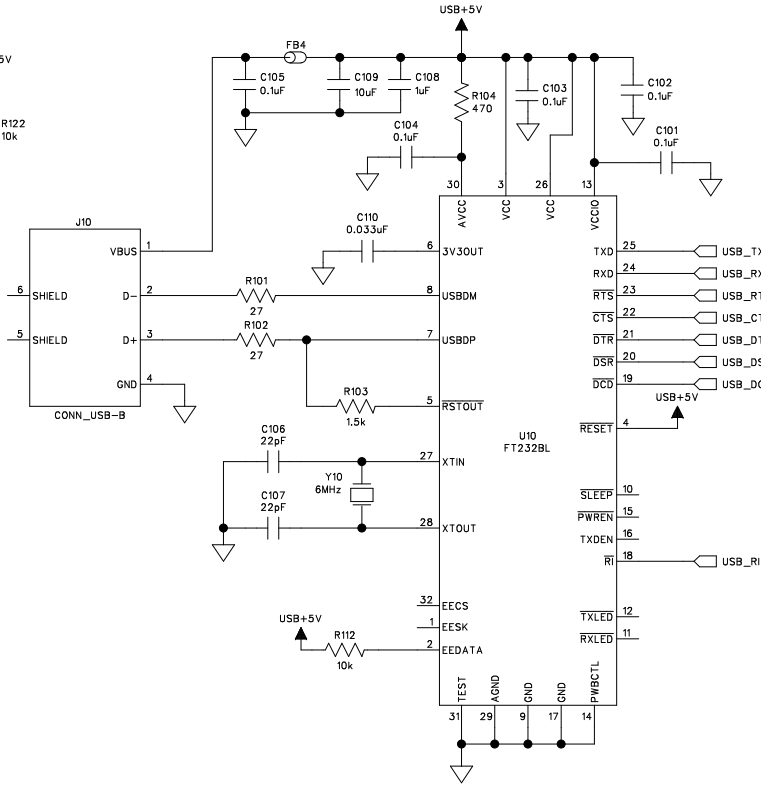 USB+5V
5V
FB4
C105
0.1uF
C109
10uF
C108
1uF
R104
470
C103
0.1uF
C102
0.1uF
R122
10k
C104
0.1uF
C101
0.1uF
30
3
26
13
AVCC
VCC
VCC
VCCIO
J10
VBUS
1
C110
0.033uF
6
3V3OUT
TXD
25
USB_TX
RXD
24
USB_RX
6
SHIELD
D-
2
R101
27
8
USBDM
RTS
23
USB_RT
CTS
22
USB_CT
5
SHIELD
D+
3
R102
27
7
USBDP
DTR
21
USB_DT
DSR
20
USB_DS
GND
4
DCD
19
USB_DC
CONN_USB-B
R103
1.5k
5
RSTOUT
USB+5V
RESET
4
U10
FT232BL
C106
22pF
27
XTIN
Y10
6MHz
C107
22pF
28
XTOUT
SLEEP
10
PWREN
15
TXDEN
16
RI
18
USB_RI
32
EECS
1
EESK
USB+5V
R112
10k
2
EEDATA
TXLED
12
RXLED
11
TEST
AGND
GND
GND
PWBCTL
31
29
9
17
14